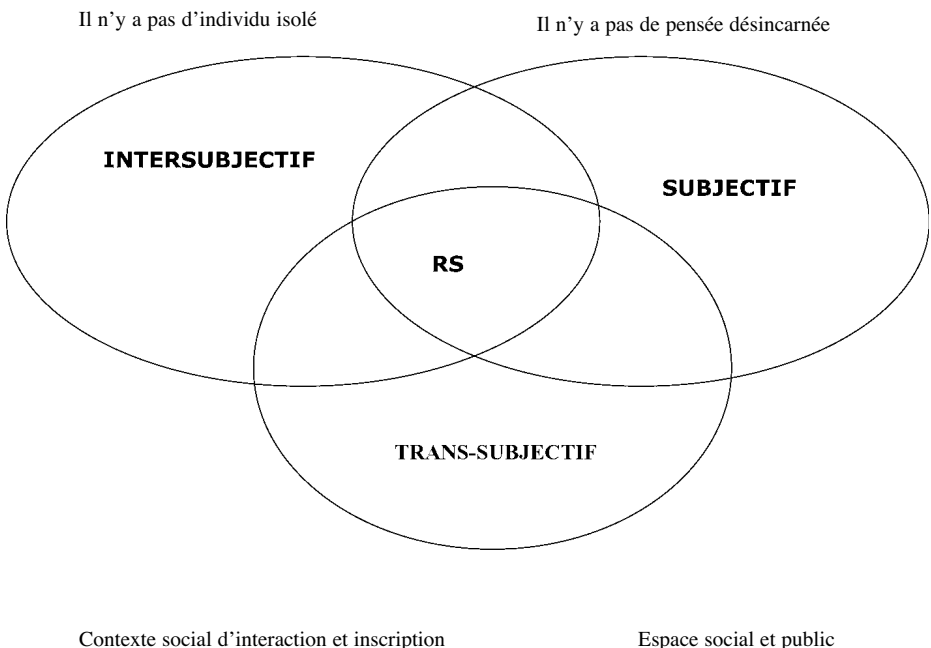 Il n'y a pas d'individu isolé
Il n'y a pas de pensée désincarnée
INTERSUBJECTIF
SUBJECTIF
RS
TRANS-SUBJECTIF
Contexte social d'interaction et inscription
Espace social et public